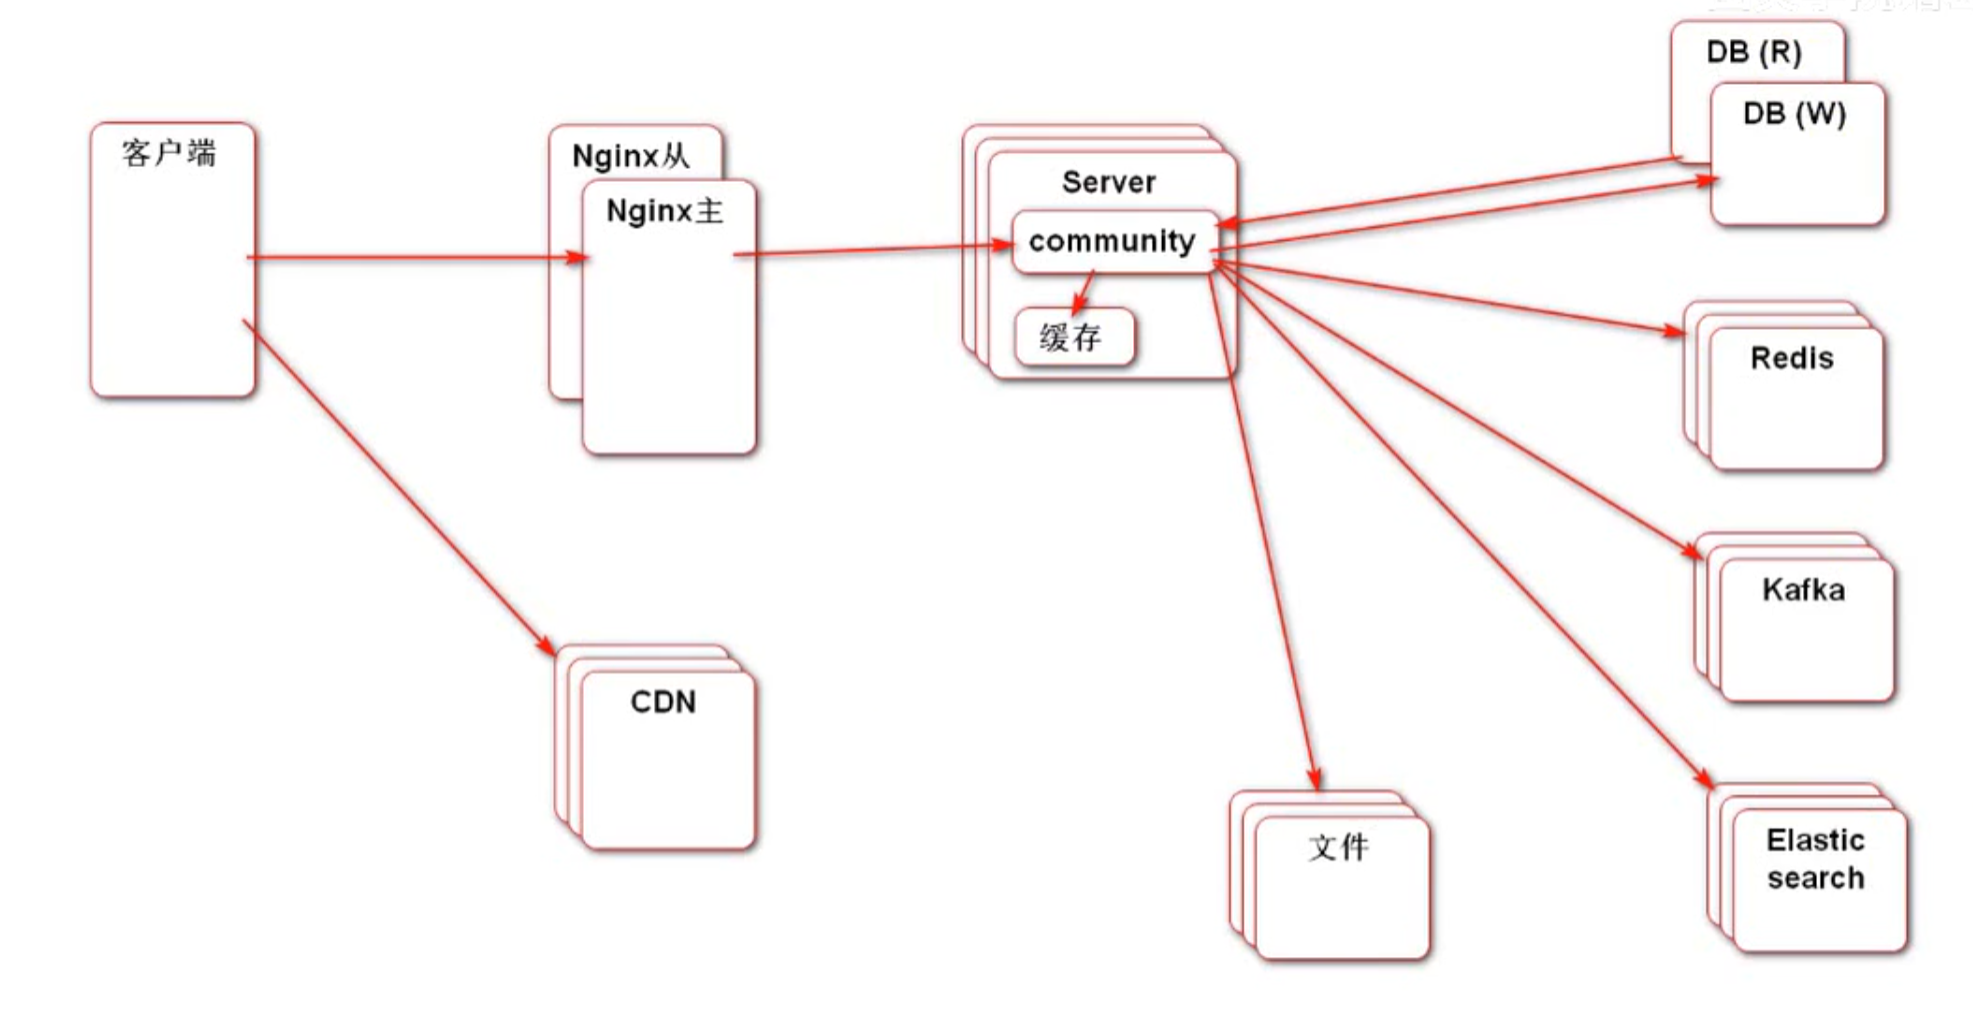 客户端
Nginx从
Nginx主
Server
community
缓存
DB (R)
DB (W)
Redis
Kafka
Elastic
search
CDN
文件